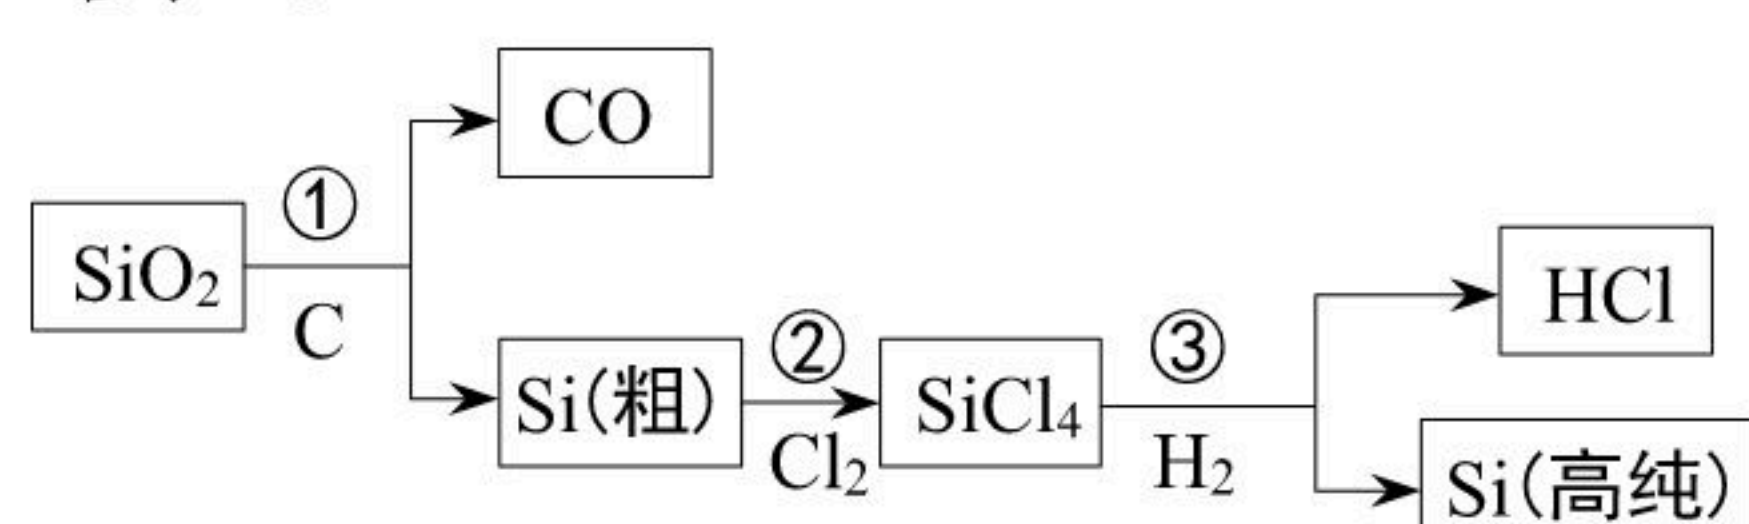 CO
①
SiO₂
C
HCl
②
③
Si(粗)
SiCl₄
Cl₂
H₂
Si(高纯)